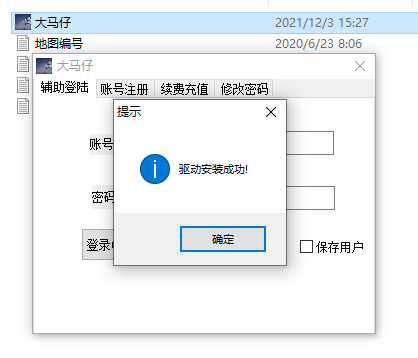 大马仔 2021/12/3 15:27
地图编号 2020/6/23 8:06
大马仔
辅助登陆 账号注册 续费充值 修改密码
提示
账号
驱动安装成功!
密码
确定
登录
保存用户